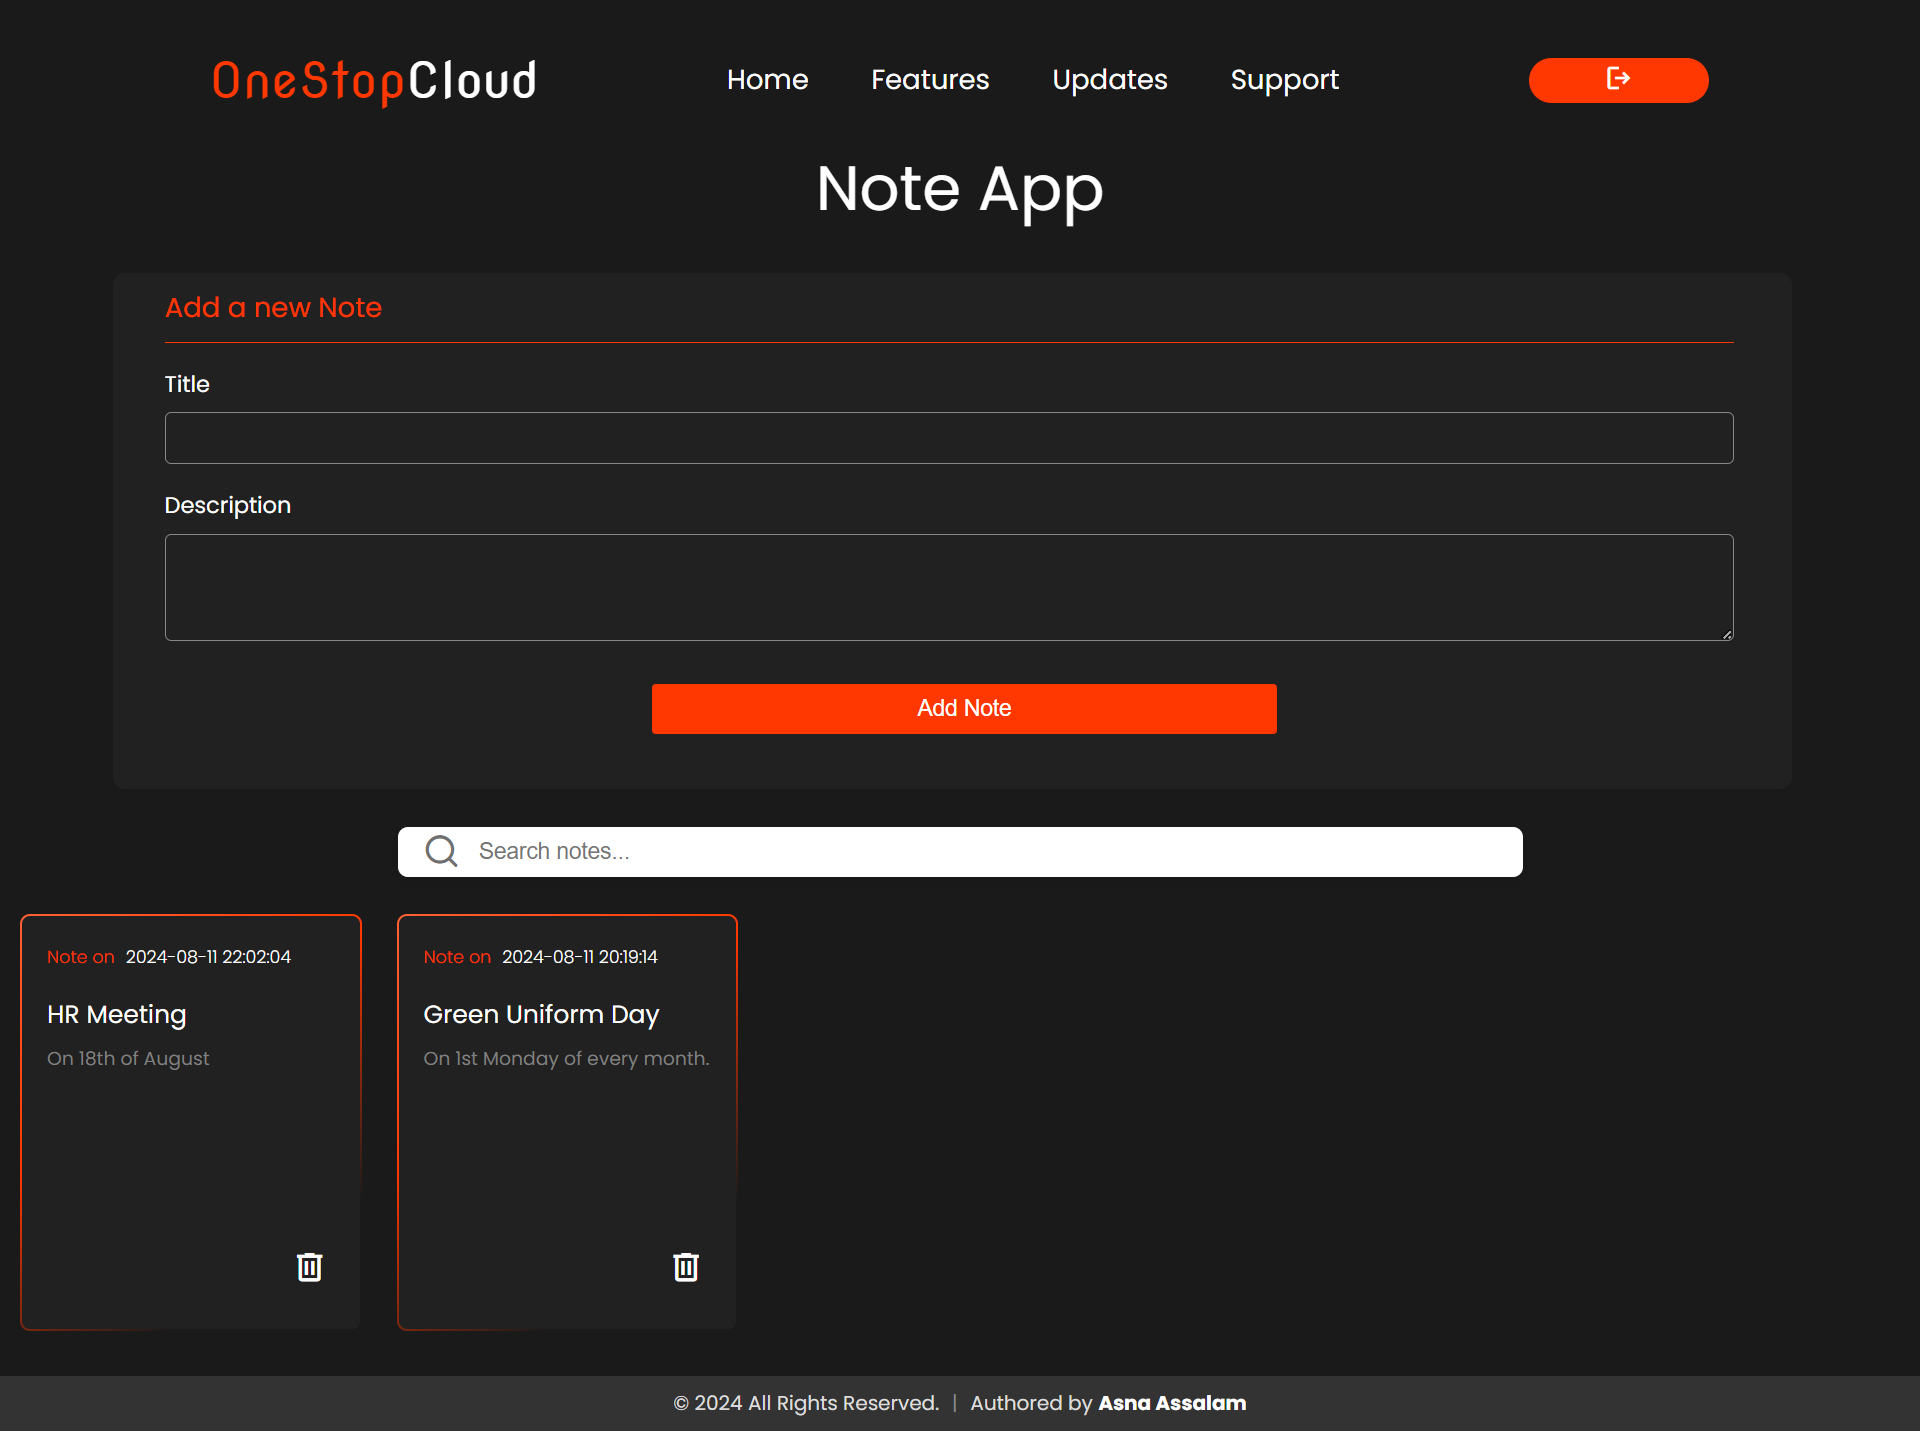 OneStopCloud
Home Features Updates Support
Note App
Add a new Note
Title
Description
Add Note
Search notes...
Note on 2024-08-11 22:02:04
HR Meeting
On 18th of August
Note on 2024-08-11 20:19:14
Green Uniform Day
On 1st Monday of every month.
© 2024 All Rights Reserved. | Authored by Asna Assalam